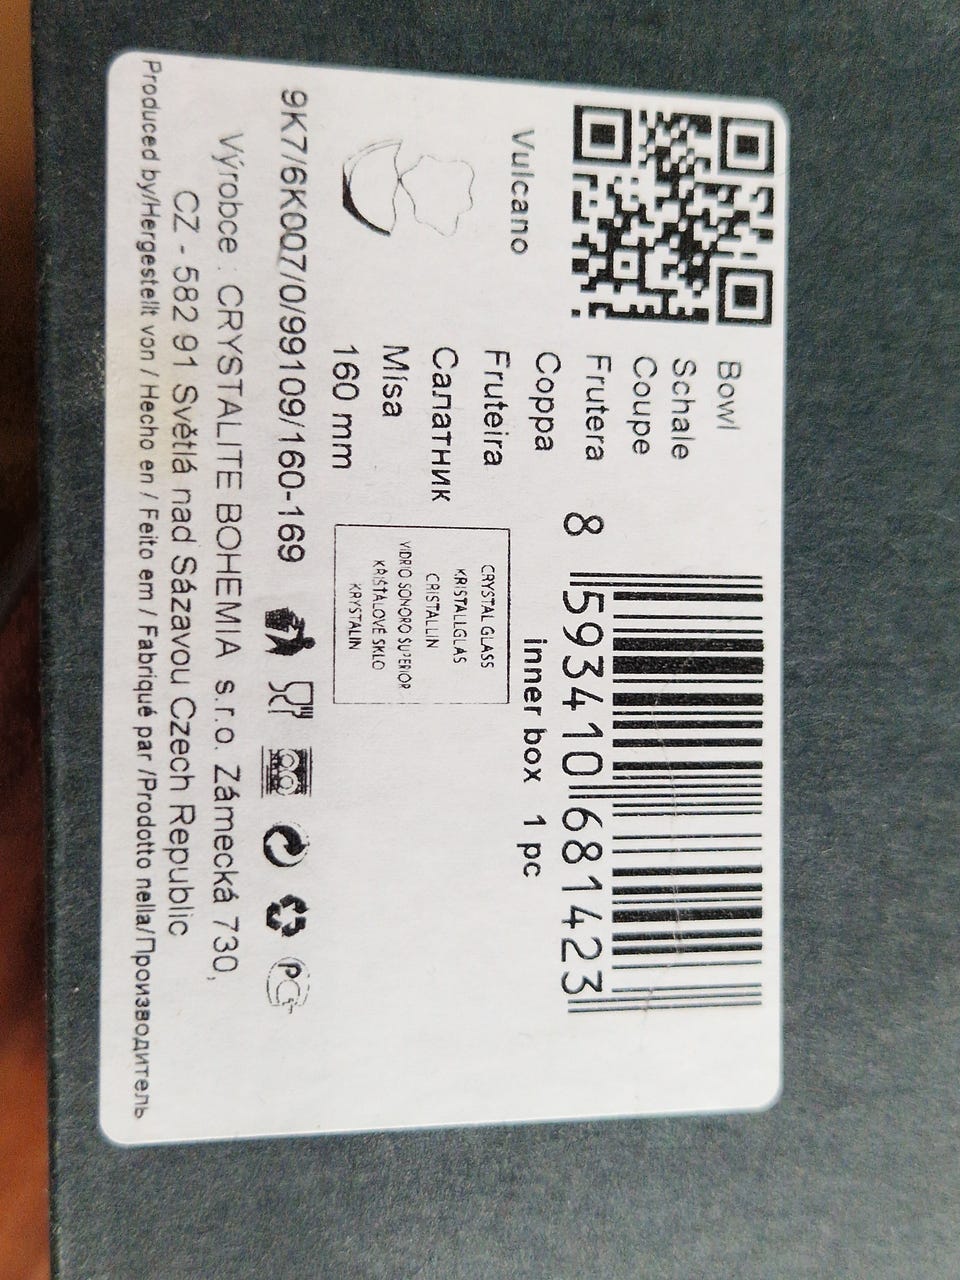 Bowl
Schale
Coupe
Frutera
Coppa
Fruteira
Салатник
Mísa
160 mm
Vulcano
8 593410 681423
inner box 1 pc
CRYSTAL GLASS
KRISTALLGLAS
CRISTALLIN
VIDRIO SONORO SUPERIOR
KŘIŠŤÁLOVÉ SKLO
KRYSTALIN
9K7/6K007/0/99109/160-169
Výrobce : CRYSTALITE BOHEMIA s.r.o. Zámecká 730,
CZ - 582 91 Světlá nad Sázavou Czech Republic
Produced by/Hergestellt von / Hecho en / Feito em / Fabriqué par /Prodotto nella/Производитель